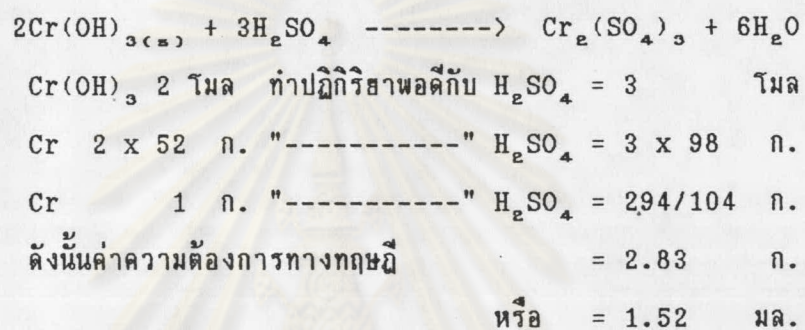 2Cr(OH)₃(s) + 3H₂SO₄ --------> Cr₂(SO₄)₃ + 6H₂O
Cr(OH)₃ 2 โมล ทำปฏิกิริยาพอดีกับ H₂SO₄ = 3 โมล
Cr 2 x 52 ก. "-----------" H₂SO₄ = 3 x 98 ก.
Cr 1 ก. "-----------" H₂SO₄ = 294/104 ก.
ดังนั้นค่าความต้องการทางทฤษฎี = 2.83 ก.
หรือ = 1.52 มล.